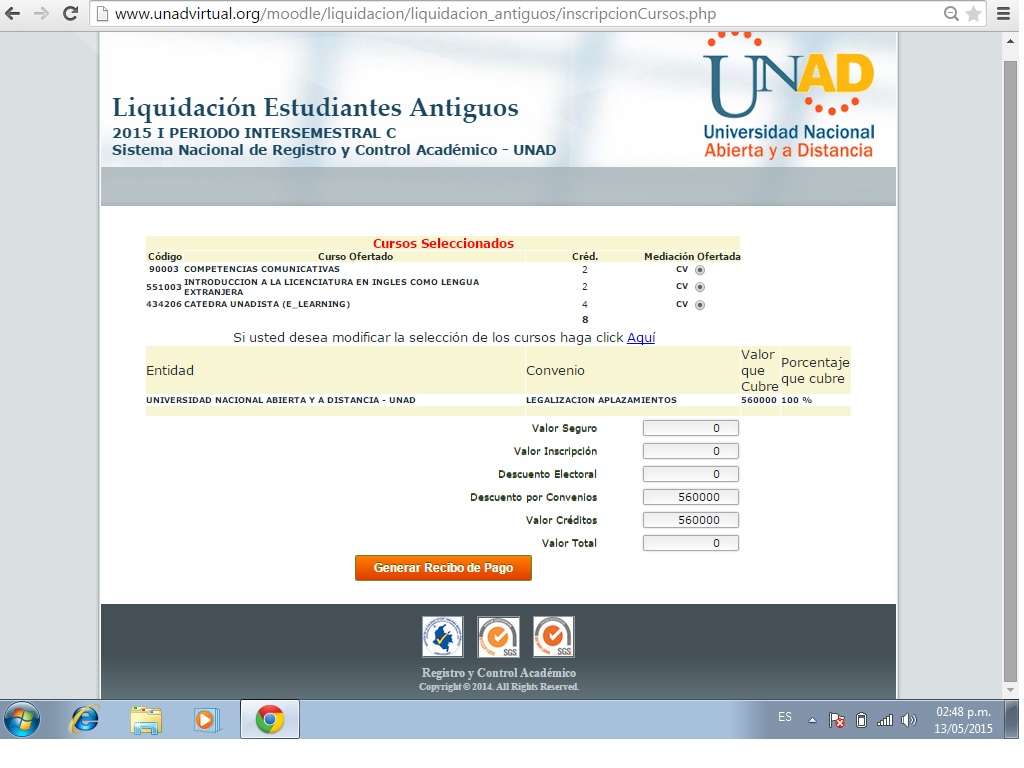 www.unadvirtual.org/moodle/liquidacion/liquidacion_antiguos/inscripcionCursos.php
UNAD
Universidad Nacional
Abierta y a Distancia
Liquidación Estudiantes Antiguos
2015 I PERIODO INTERSEMESTRAL C
Sistema Nacional de Registro y Control Académico - UNAD
Cursos Seleccionados
Código Curso Ofertado Créd. Mediación Ofertada
90003 COMPETENCIAS COMUNICATIVAS 2 CV
551003 INTRODUCCION A LA LICENCIATURA EN INGLES COMO LENGUA EXTRANJERA 2 CV
434206 CATEDRA UNADISTA (E_LEARNING) 4 CV
8
Si usted desea modificar la selección de los cursos haga click Aquí
Entidad Convenio Valor que Cubre Porcentaje que cubre
UNIVERSIDAD NACIONAL ABIERTA Y A DISTANCIA - UNAD LEGALIZACION APLAZAMIENTOS 560000 100 %
Valor Seguro 0
Valor Inscripción 0
Descuento Electoral 0
Descuento por Convenios 560000
Valor Créditos 560000
Valor Total 0
Generar Recibo de Pago
SGS SGS
Registro y Control Académico
Copyright © 2014. All Rights Reserved.
ES 02:48 p.m.
13/05/2015